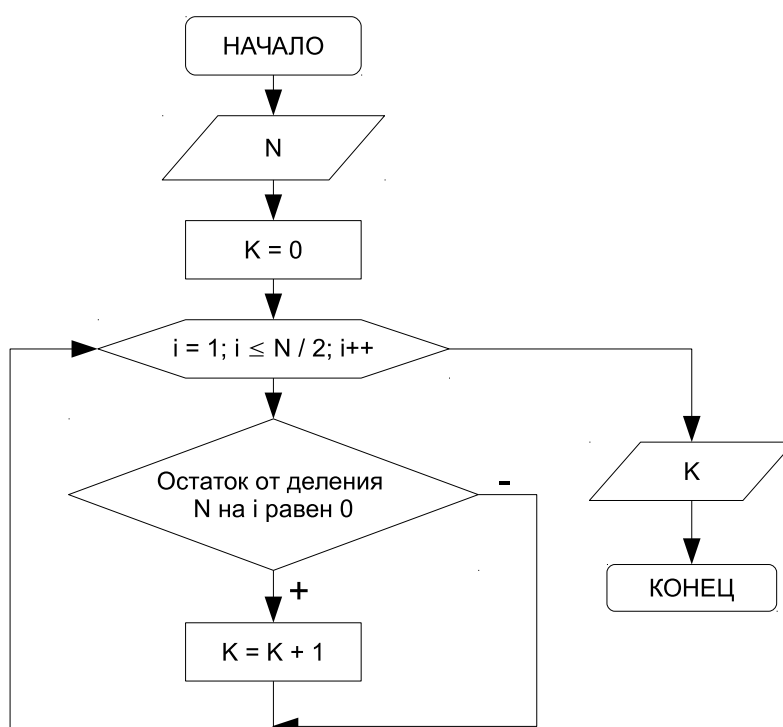 НАЧАЛО
N
K = 0
i = 1; i ≤ N / 2; i++
Остаток от деления
N на i равен 0
-
+
K = K + 1
K
КОНЕЦ